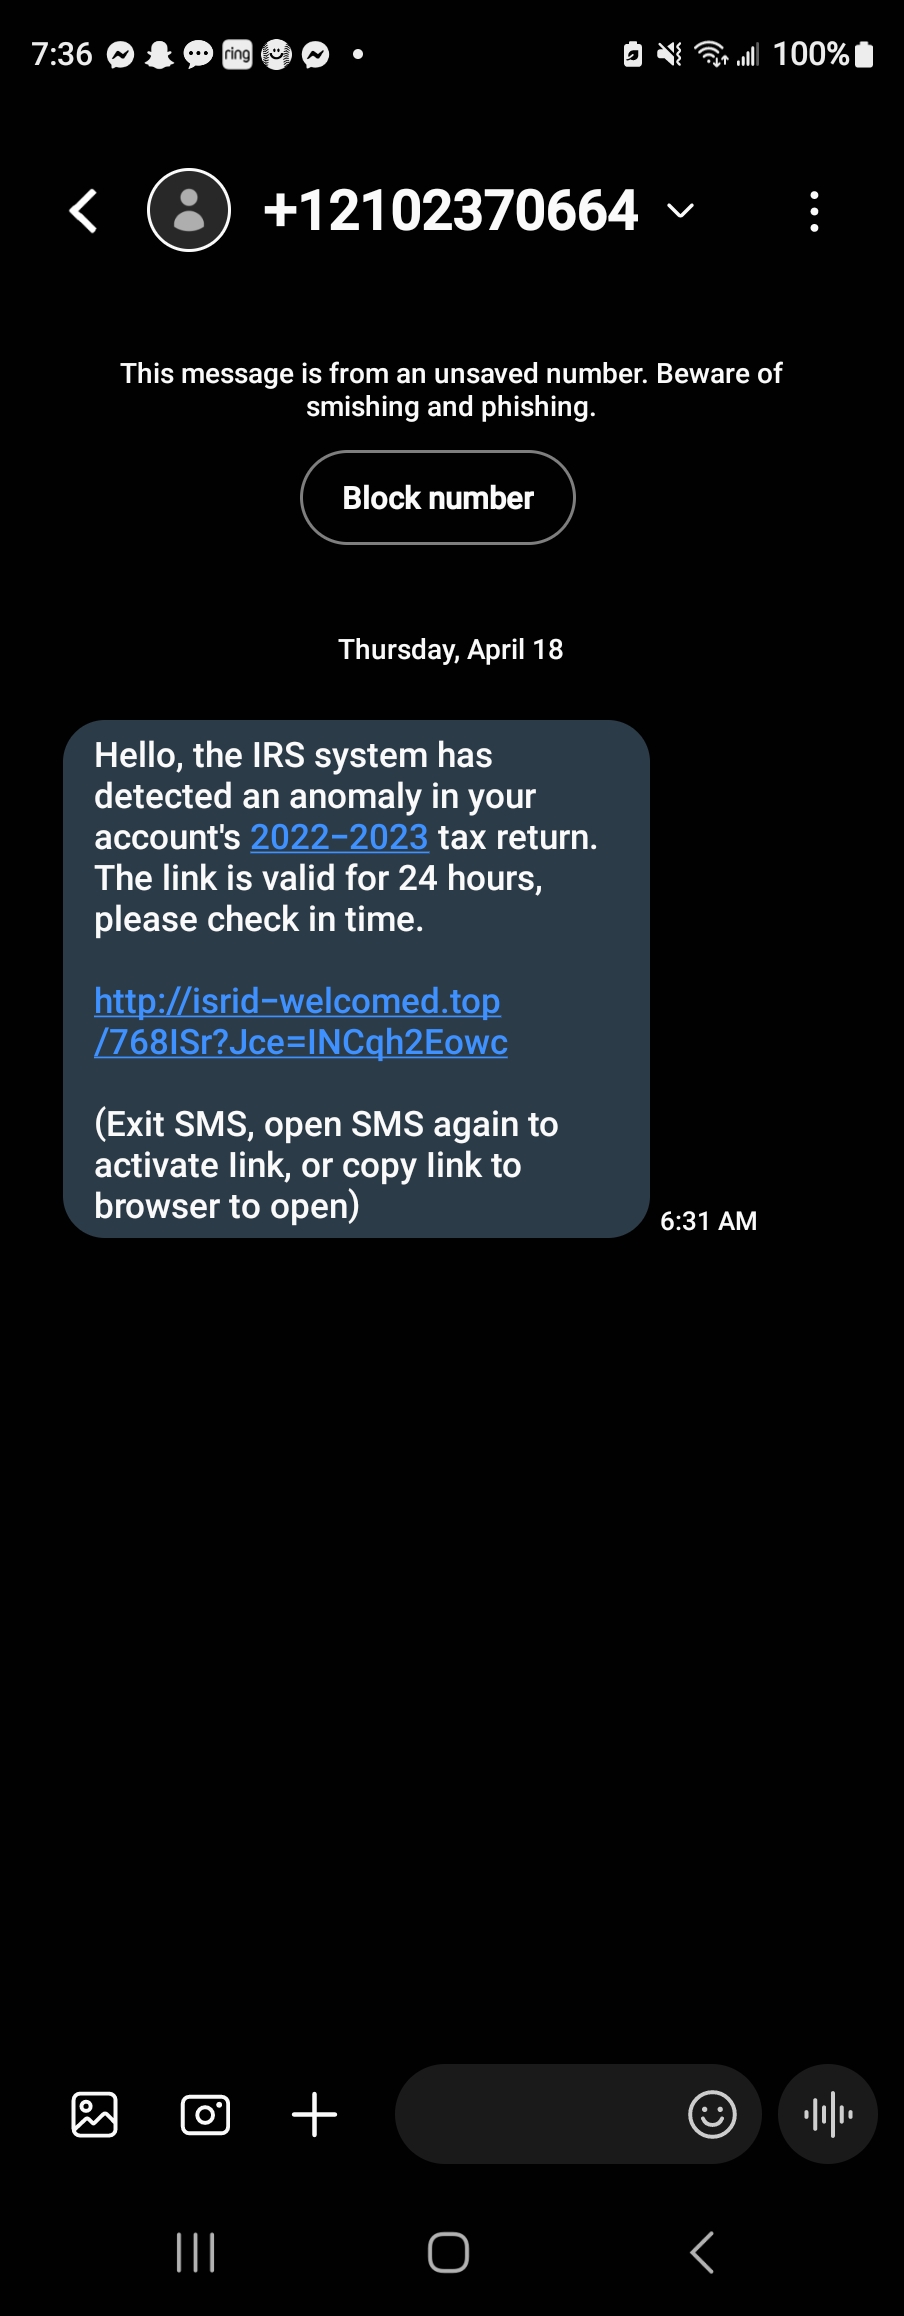 7:36 ring 100%
+12102370664
This message is from an unsaved number. Beware of
smishing and phishing.
Block number
Thursday, April 18
Hello, the IRS system has
detected an anomaly in your
account's 2022-2023 tax return.
The link is valid for 24 hours,
please check in time.
http://isrid-welcomed.top
/768ISr?Jce=INCqh2Eowc
(Exit SMS, open SMS again to
activate link, or copy link to
browser to open)
6:31 AM